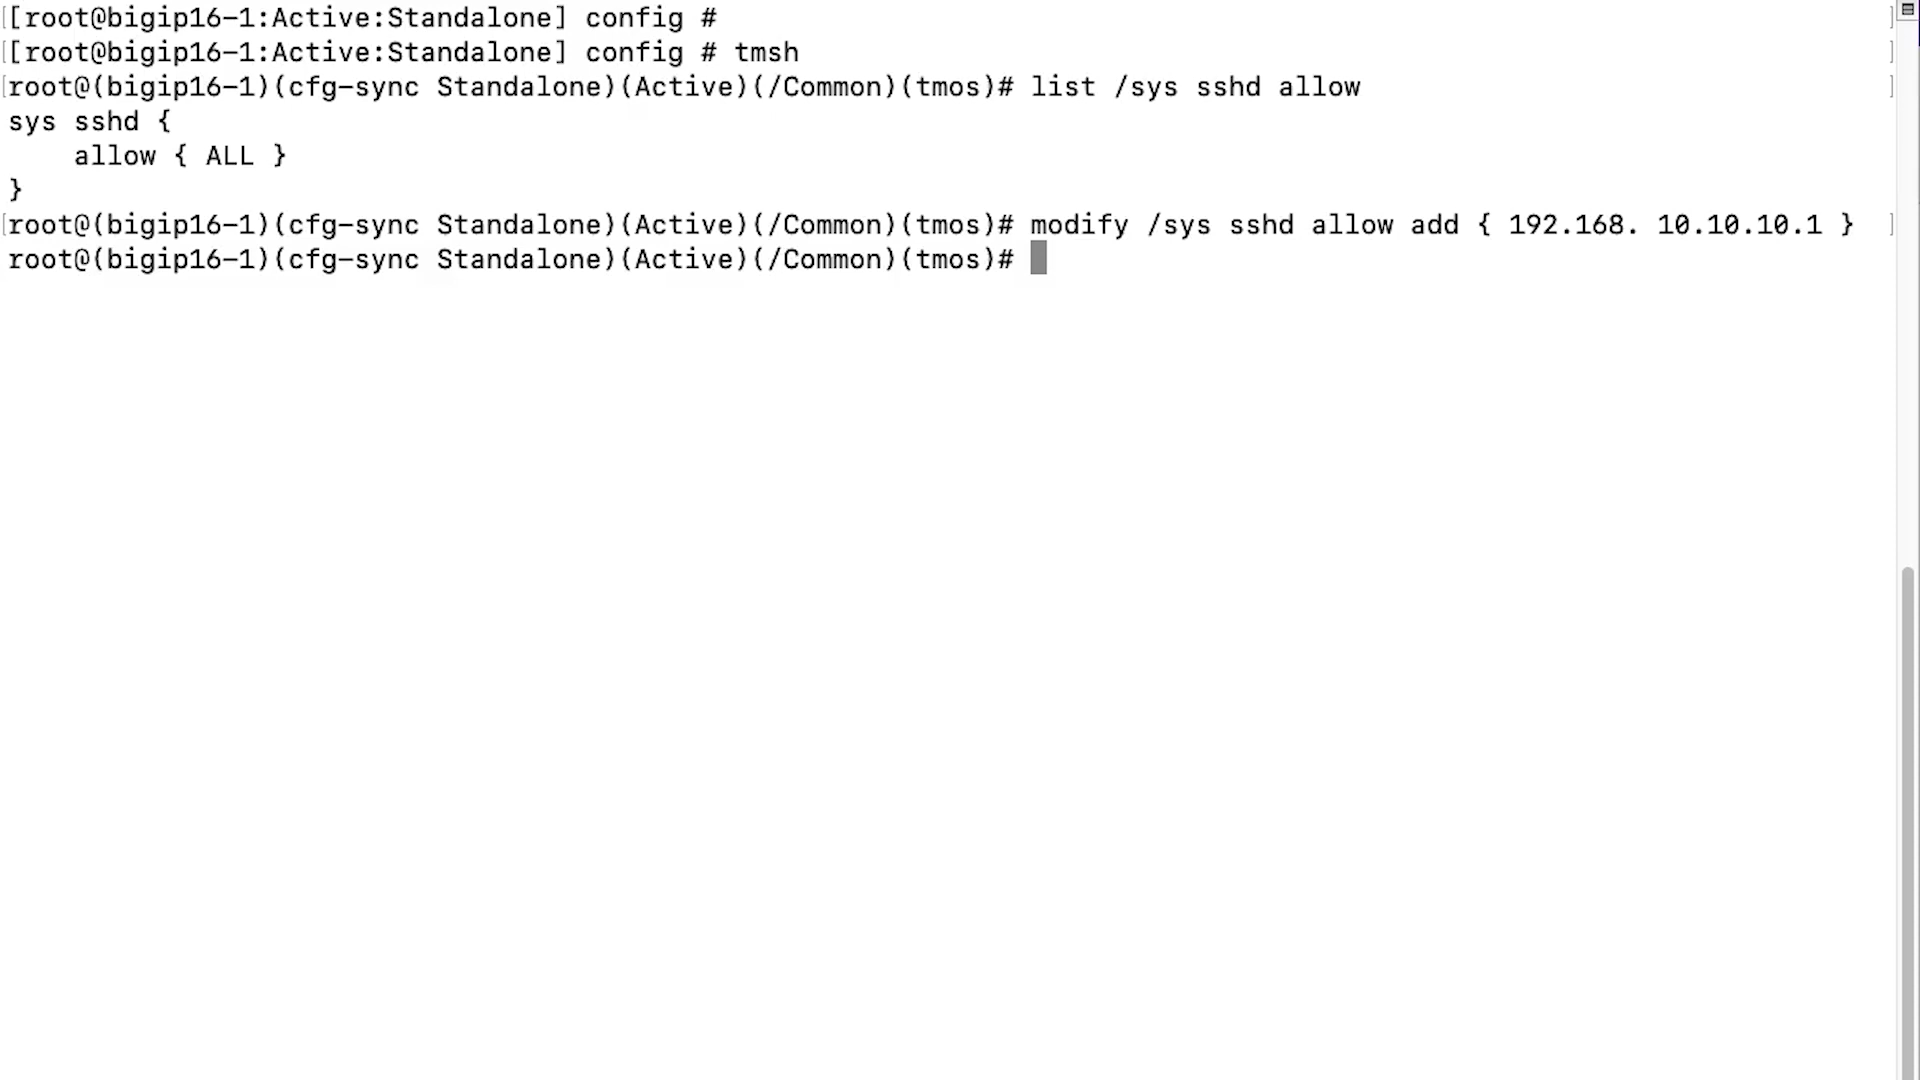 [root@bigip16-1:Active:Standalone] config #
[root@bigip16-1:Active:Standalone] config # tmsh
root@(bigip16-1)(cfg-sync Standalone)(Active)(/Common)(tmos)# list /sys sshd allow
sys sshd {
    allow { ALL }
}
root@(bigip16-1)(cfg-sync Standalone)(Active)(/Common)(tmos)# modify /sys sshd allow add { 192.168. 10.10.10.1 }
root@(bigip16-1)(cfg-sync Standalone)(Active)(/Common)(tmos)#